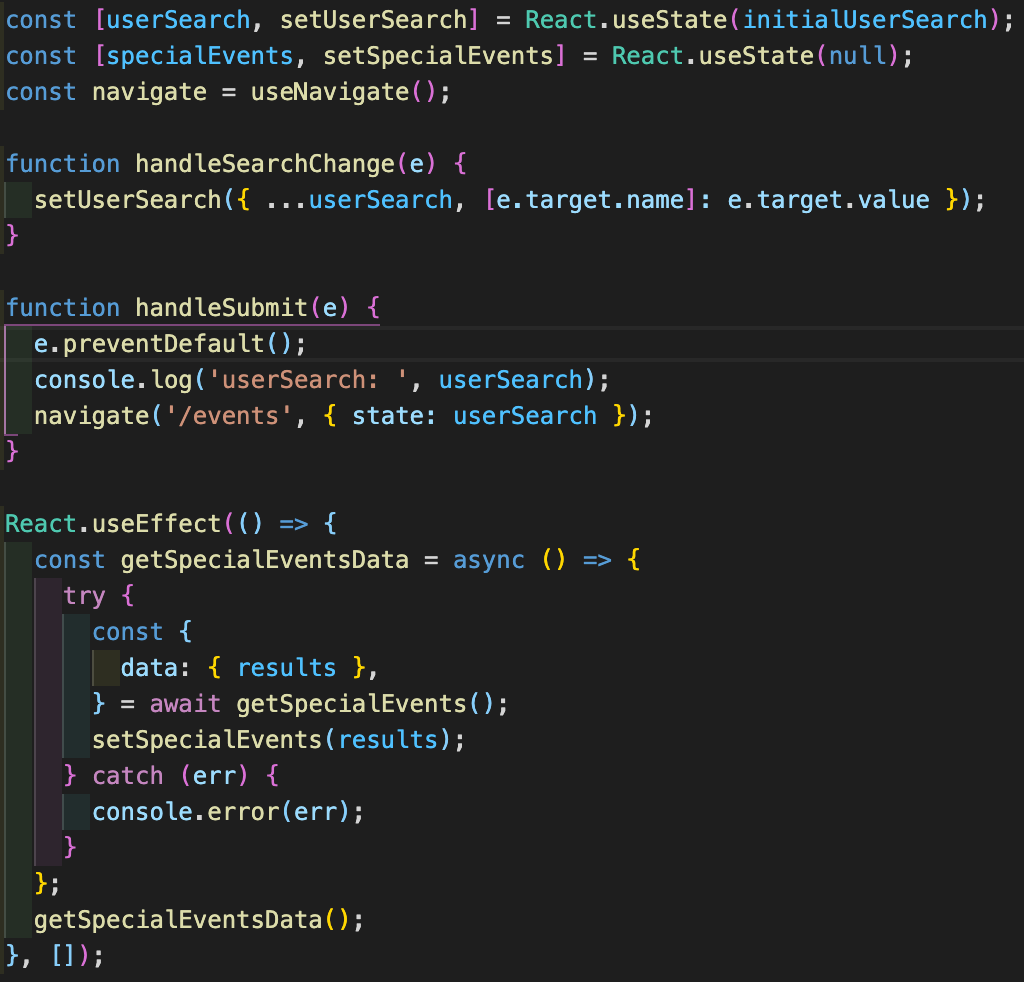 const [userSearch, setUserSearch] = React.useState(initialUserSearch);
const [specialEvents, setSpecialEvents] = React.useState(null);
const navigate = useNavigate();

function handleSearchChange(e) {
  setUserSearch({ ...userSearch, [e.target.name]: e.target.value });
}

function handleSubmit(e) {
  e.preventDefault();
  console.log('userSearch: ', userSearch);
  navigate('/events', { state: userSearch });
}

React.useEffect(() => {
  const getSpecialEventsData = async () => {
    try {
      const {
        data: { results },
      } = await getSpecialEvents();
      setSpecialEvents(results);
    } catch (err) {
      console.error(err);
    }
  };
  getSpecialEventsData();
}, []);